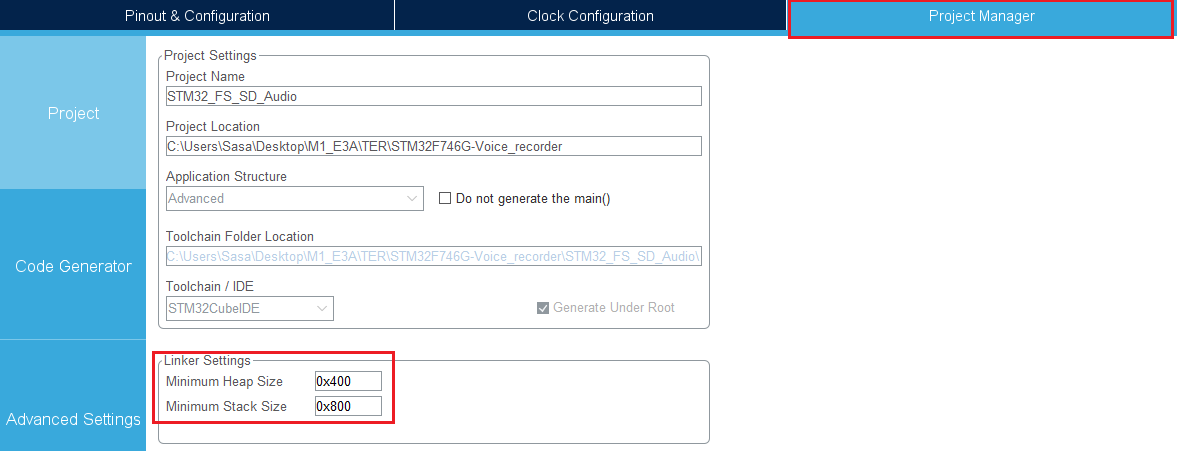 Pinout & Configuration
Clock Configuration
Project Manager
Project
Code Generator
Advanced Settings
Project Settings
Project Name
STM32_FS_SD_Audio
Project Location
C:\Users\Sasa\Desktop\M1_E3A\TER\STM32F746G-Voice_recorder
Application Structure
Advanced
Do not generate the main()
Toolchain Folder Location
C:\Users\Sasa\Desktop\M1_E3A\TER\STM32F746G-Voice_recorder\STM32_FS_SD_Audio\
Toolchain / IDE
STM32CubeIDE
Generate Under Root
Linker Settings
Minimum Heap Size
0x400
Minimum Stack Size
0x800